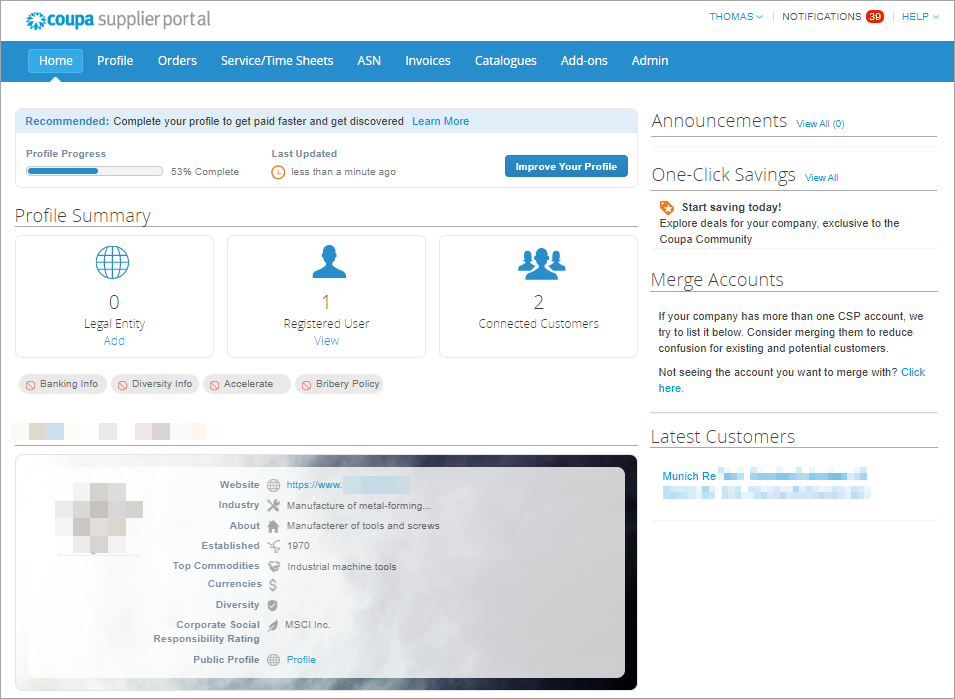 coupa supplier portal
THOMAS
NOTIFICATIONS 39
HELP
Home
Profile
Orders
Service/Time Sheets
ASN
Invoices
Catalogues
Add-ons
Admin
Recommended: Complete your profile to get paid faster and get discovered Learn More
Profile Progress
53% Complete
Last Updated
less than a minute ago
Improve Your Profile
Profile Summary
0
Legal Entity
Add
1
Registered User
View
2
Connected Customers
Banking Info
Diversity Info
Accelerate
Bribery Policy
Website https://www.
Industry Manufacture of metal-forming...
About Manufacterer of tools and screws
Established 1970
Top Commodities Industrial machine tools
Currencies
Diversity
Corporate Social
Responsibility Rating
MSCI Inc.
Public Profile Profile
Announcements View All (0)
One-Click Savings View All
Start saving today!
Explore deals for your company, exclusive to the
Coupa Community
Merge Accounts
If your company has more than one CSP account, we
try to list it below. Consider merging them to reduce
confusion for existing and potential customers.
Not seeing the account you want to merge with? Click
here.
Latest Customers
Munich Re